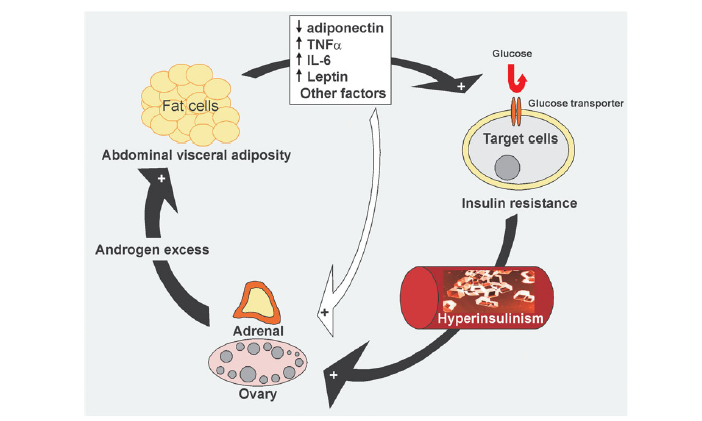 ↓ adiponectin
↑ TNFα
↑ IL-6
↑ Leptin
Other factors
Glucose
Glucose transporter
Fat cells
Target cells
Abdominal visceral adiposity
Insulin resistance
+
+
Androgen excess
Hyperinsulinism
+
Adrenal
+
Ovary